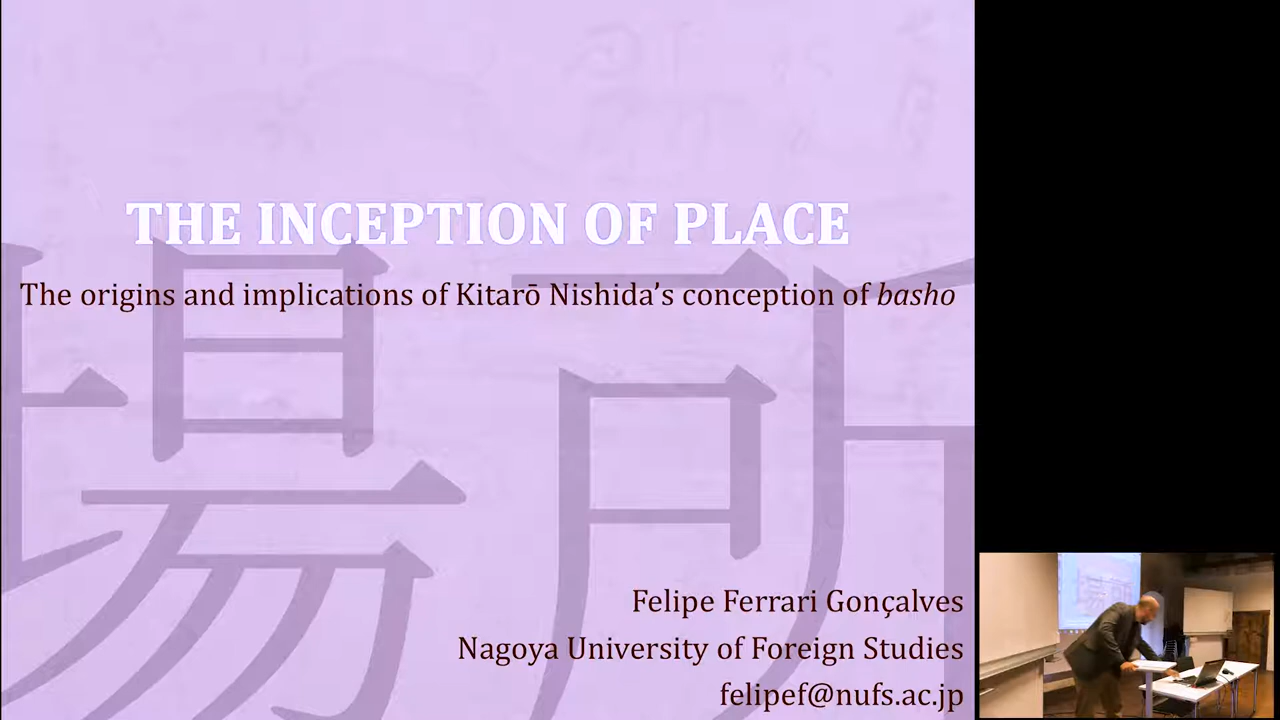 THE INCEPTION OF PLACE
The origins and implications of Kitarō Nishida’s conception of basho
場所
Felipe Ferrari Gonçalves
Nagoya University of Foreign Studies
felipef@nufs.ac.jp